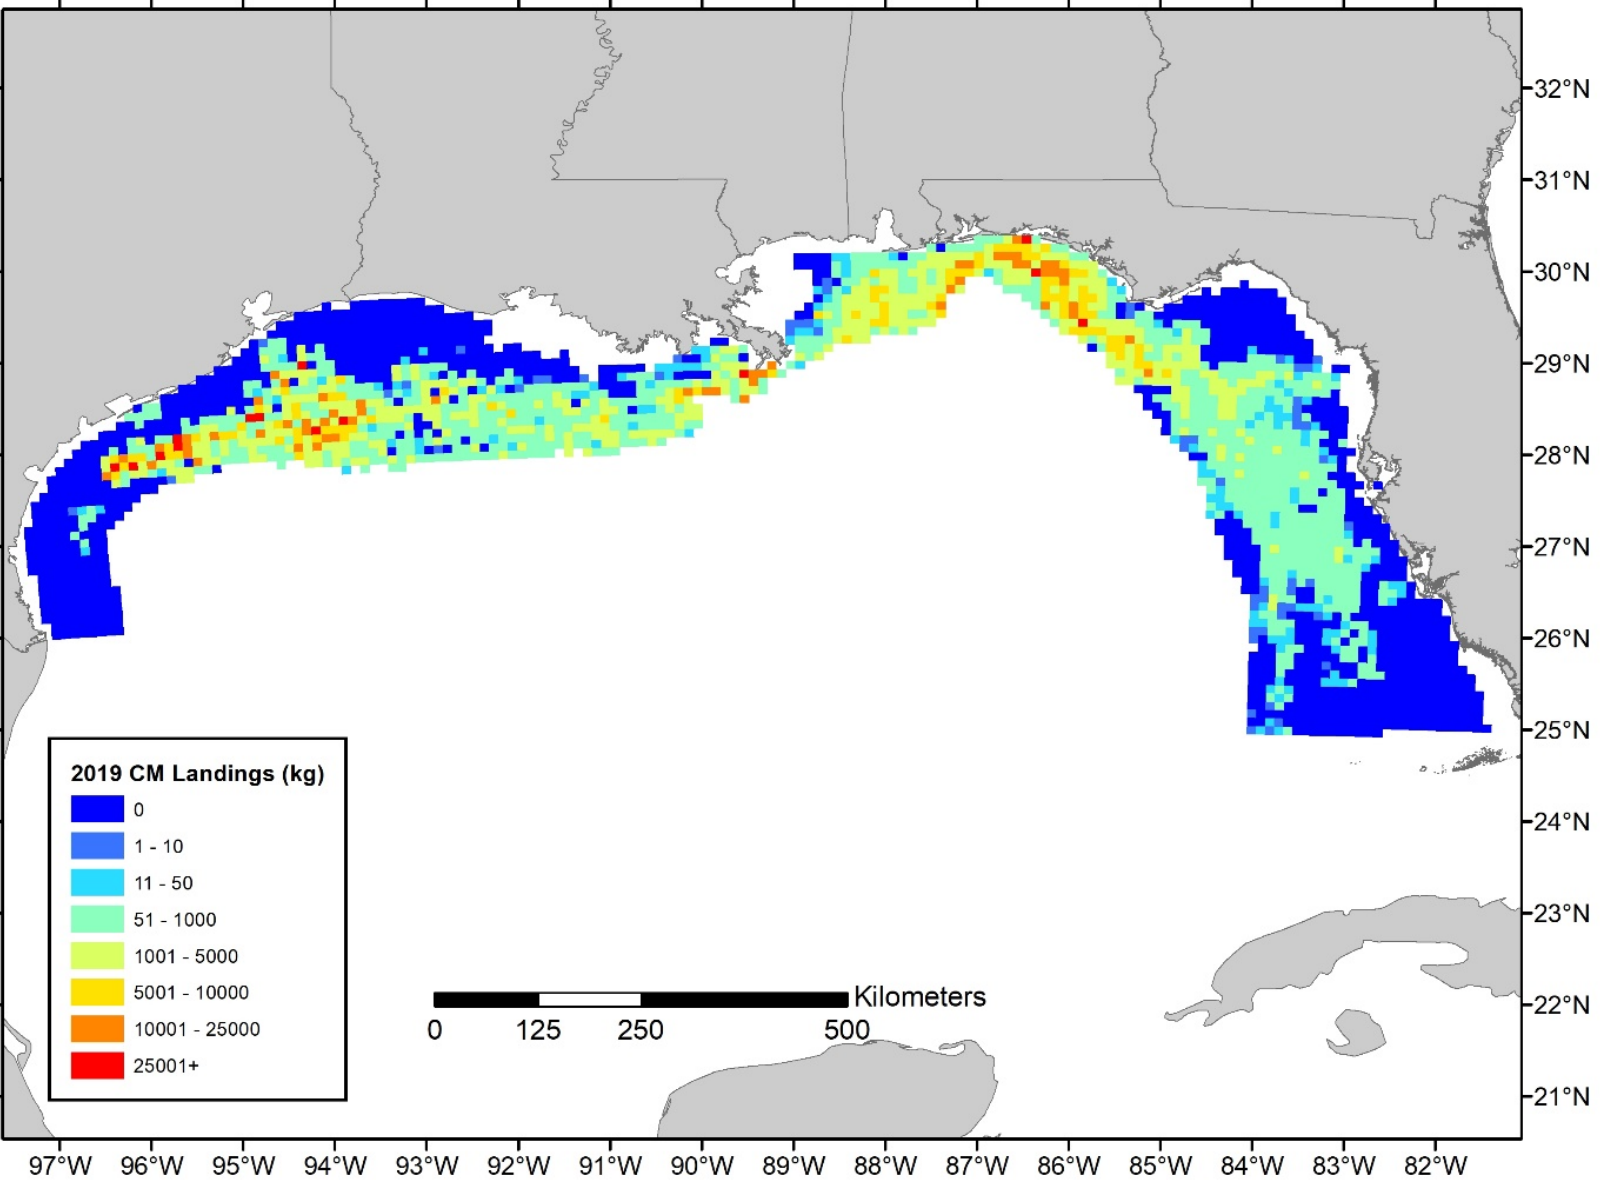 32°N
31°N
30°N
29°N
28°N
27°N
26°N
25°N
24°N
23°N
22°N
21°N
2019 CM Landings (kg)
0
1 - 10
11 - 50
51 - 1000
1001 - 5000
5001 - 10000
10001 - 25000
25001+
Kilometers
0 125 250 500
97°W 96°W 95°W 94°W 93°W 92°W 91°W 90°W 89°W 88°W 87°W 86°W 85°W 84°W 83°W 82°W